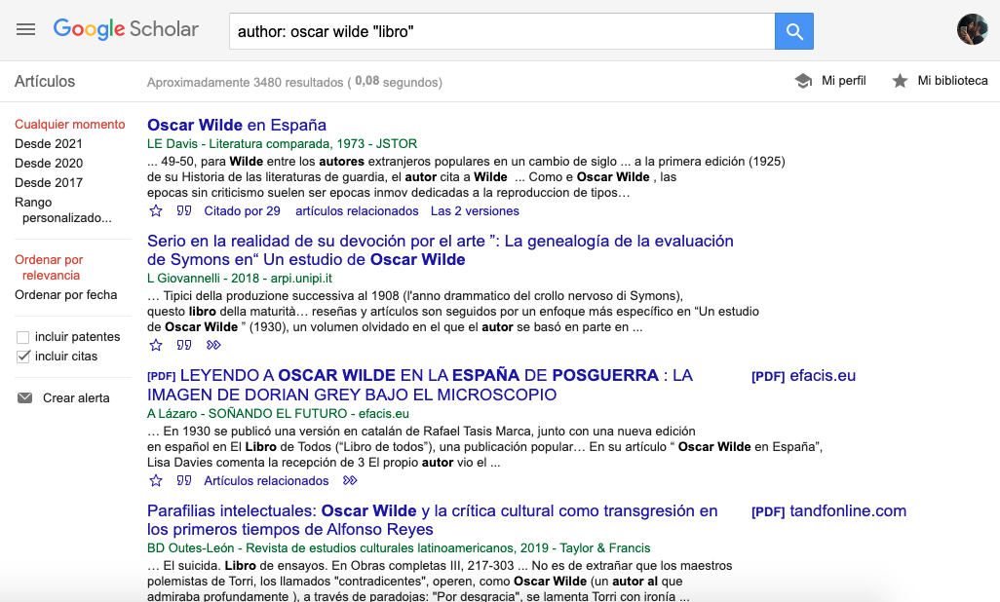 Google Scholar
author: oscar wilde "libro"
Artículos
Aproximadamente 3480 resultados ( 0,08 segundos)
Mi perfil
Mi biblioteca
Cualquier momento
Desde 2021
Desde 2020
Desde 2017
Rango
personalizado...
Ordenar por
relevancia
Ordenar por fecha
incluir patentes
incluir citas
Crear alerta
Oscar Wilde en España
LE Davis - Literatura comparada, 1973 - JSTOR
... 49-50, para Wilde entre los autores extranjeros populares en un cambio de siglo ... a la primera edición (1925)
de su Historia de las literaturas de guardia, el autor cita a Wilde ... Como e Oscar Wilde , las
epocas sin criticismo suelen ser epocas inmov dedicadas a la reproduccion de tipos…
Citado por 29 artículos relacionados Las 2 versiones
Serio en la realidad de su devoción por el arte ”: La genealogía de la evaluación
de Symons en“ Un estudio de Oscar Wilde
L Giovannelli - 2018 - arpi.unipi.it
… Tipici della produzione successiva al 1908 (l'anno drammatico del crollo nervoso di Symons),
questo libro della maturità… reseñas y artículos son seguidos por un enfoque más específico en “Un estudio
de Oscar Wilde ” (1930), un volumen olvidado en el que el autor se basó en parte en ...
[PDF] LEYENDO A OSCAR WILDE EN LA ESPAÑA DE POSGUERRA : LA
IMAGEN DE DORIAN GREY BAJO EL MICROSCOPIO
[PDF] efacis.eu
A Lázaro - SOÑANDO EL FUTURO - efacis.eu
… En 1930 se publicó una versión en catalán de Rafael Tasis Marca, junto con una nueva edición
en español en El Libro de Todos (“Libro de todos”), una publicación popular… En su artículo “ Oscar Wilde en España”,
Lisa Davies comenta la recepción de 3 El propio autor vio el ...
Artículos relacionados
Parafilias intelectuales: Oscar Wilde y la crítica cultural como transgresión en
los primeros tiempos de Alfonso Reyes
[PDF] tandfonline.com
BD Outes-León - Revista de estudios culturales latinoamericanos, 2019 - Taylor & Francis
… El suicida. Libro de ensayos. En Obras completas III, 217-303 ... No es de extrañar que los maestros
polemistas de Torri, los llamados "contradicentes", operen, como Oscar Wilde (un autor al que
admiraba profundamente ), a través de paradojas: "Por desgracia", se lamenta Torri con ironía ...